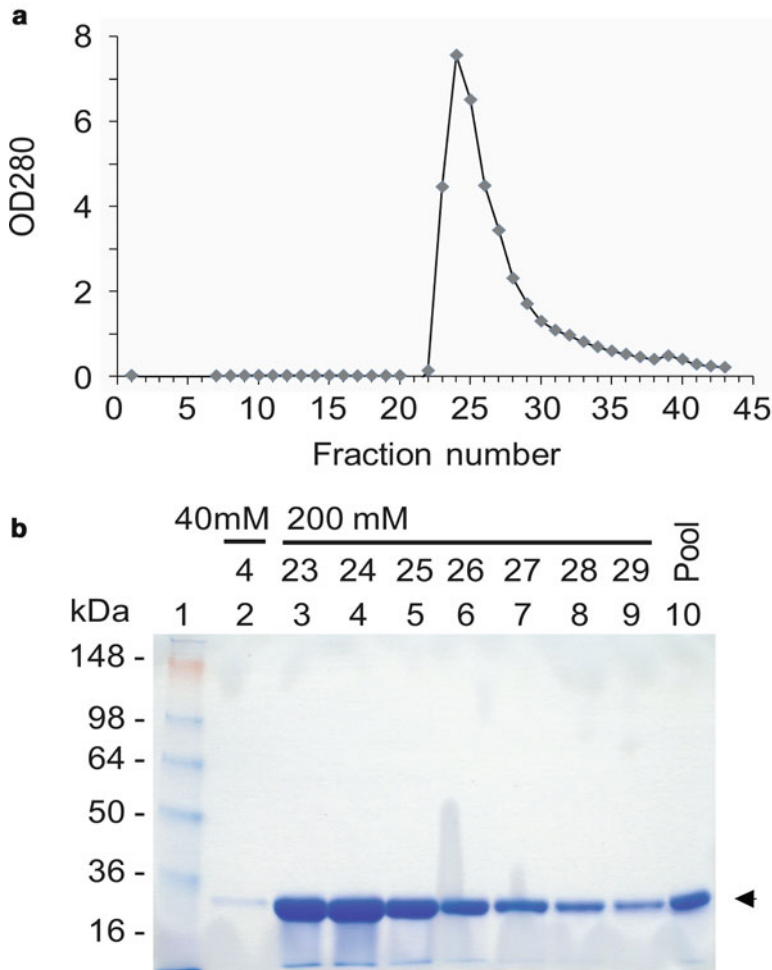 a
8
6
4
2
0
OD280
0 5 10 15 20 25 30 35 40 45
Fraction number
b
40mM 200 mM
4 23 24 25 26 27 28 29 Pool
kDa 1 2 3 4 5 6 7 8 9 10
148 -
98 -
64 -
50 -
36 -
16 -